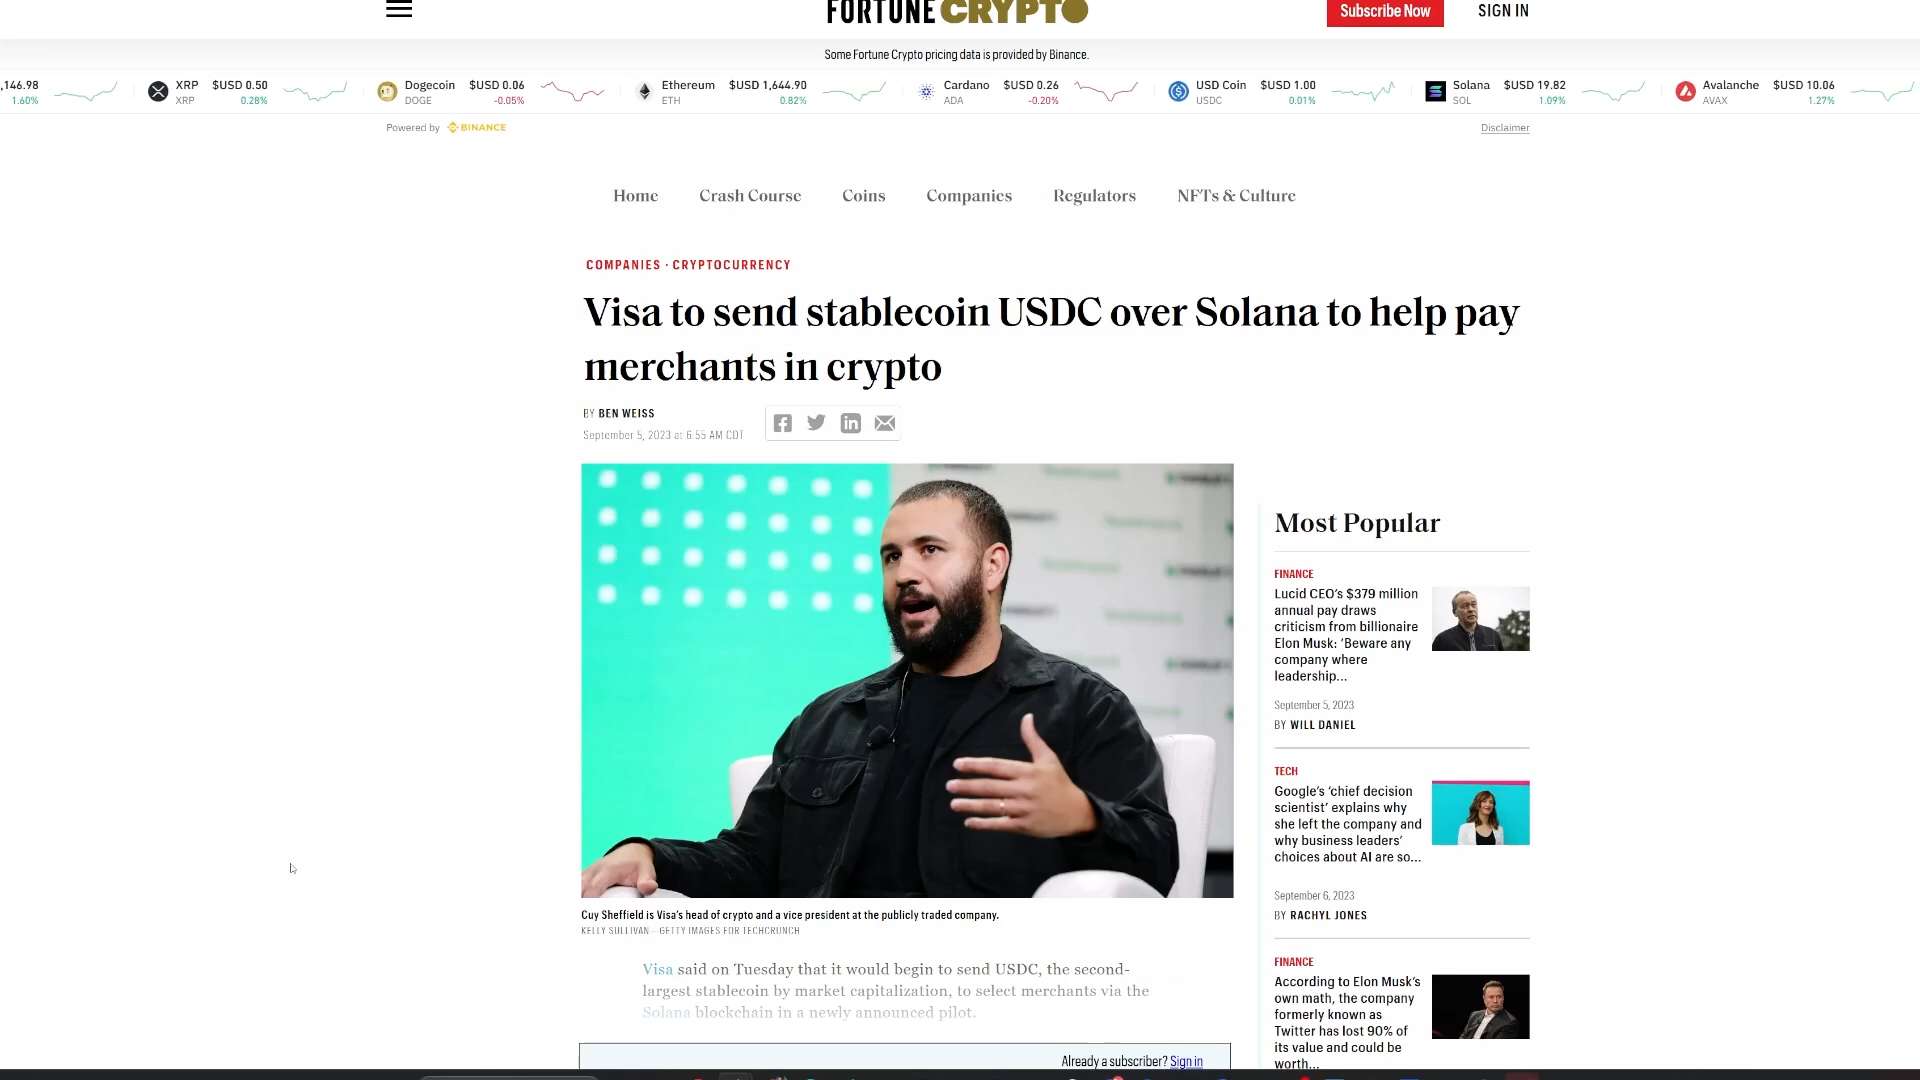 FORTUNE CRYPTO
Subscribe Now
SIGN IN
Some Fortune Crypto pricing data is provided by Binance.
,146.98
1.60%
XRP $USD 0.50
XRP 0.28%
Dogecoin $USD 0.06
DOGE -0.05%
Ethereum $USD 1,644.90
ETH 0.82%
Cardano $USD 0.26
ADA -0.20%
USD Coin $USD 1.00
USDC 0.01%
Solana $USD 19.82
SOL 1.09%
Avalanche $USD 10.06
AVAX 1.27%
Powered by BINANCE
Disclaimer
Home Crash Course Coins Companies Regulators NFTs & Culture
COMPANIES · CRYPTOCURRENCY
Visa to send stablecoin USDC over Solana to help pay
merchants in crypto
BY BEN WEISS
September 5, 2023 at 6:55 AM CDT
Cuy Sheffield is Visa's head of crypto and a vice president at the publicly traded company.
KELLY SULLIVAN—GETTY IMAGES FOR TECHCRUNCH
Visa said on Tuesday that it would begin to send USDC, the second-
largest stablecoin by market capitalization, to select merchants via the
Solana blockchain in a newly announced pilot.
Already a subscriber? Sign in
Most Popular
FINANCE
Lucid CEO's $379 million
annual pay draws
criticism from billionaire
Elon Musk: 'Beware any
company where
leadership...
September 5, 2023
BY WILL DANIEL
TECH
Google's 'chief decision
scientist' explains why
she left the company and
why business leaders'
choices about AI are so...
September 6, 2023
BY RACHYL JONES
FINANCE
According to Elon Musk's
own math, the company
formerly known as
Twitter has lost 90% of
its value and could be
worth...